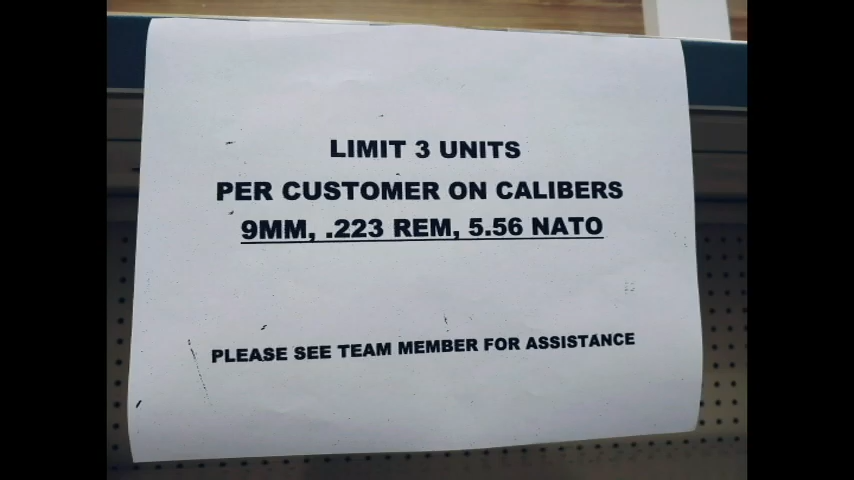 LIMIT 3 UNITS
PER CUSTOMER ON CALIBERS
9MM, .223 REM, 5.56 NATO
PLEASE SEE TEAM MEMBER FOR ASSISTANCE